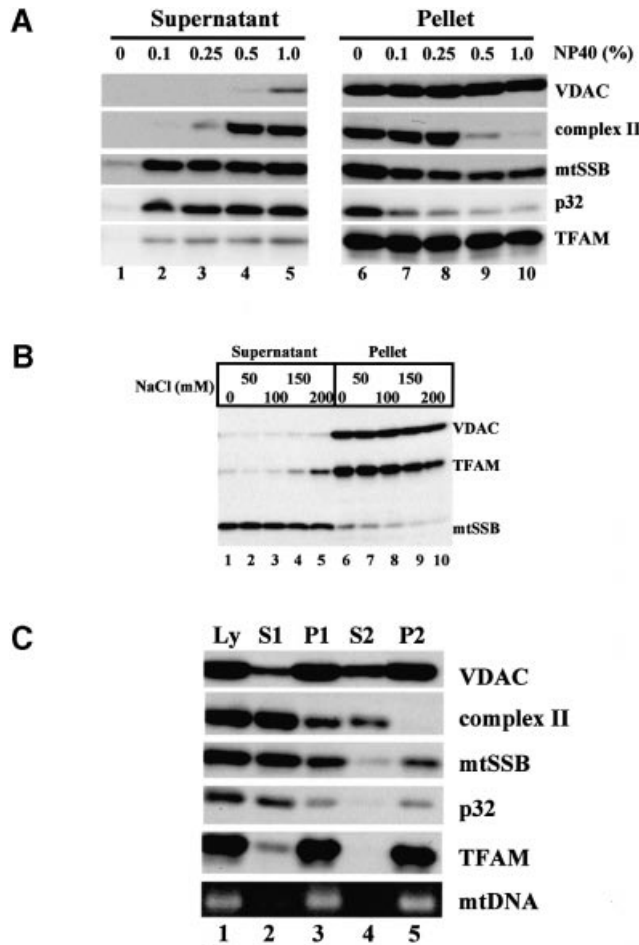 A
Supernatant Pellet
0 0.1 0.25 0.5 1.0 0 0.1 0.25 0.5 1.0 NP40 (%)
VDAC
complex II
mtSSB
p32
TFAM
1 2 3 4 5 6 7 8 9 10
B
Supernatant Pellet
50 150 50 150
NaCl (mM)
0 100 200 0 100 200
VDAC
TFAM
mtSSB
1 2 3 4 5 6 7 8 9 10
C
Ly S1 P1 S2 P2
VDAC
complex II
mtSSB
p32
TFAM
mtDNA
1 2 3 4 5